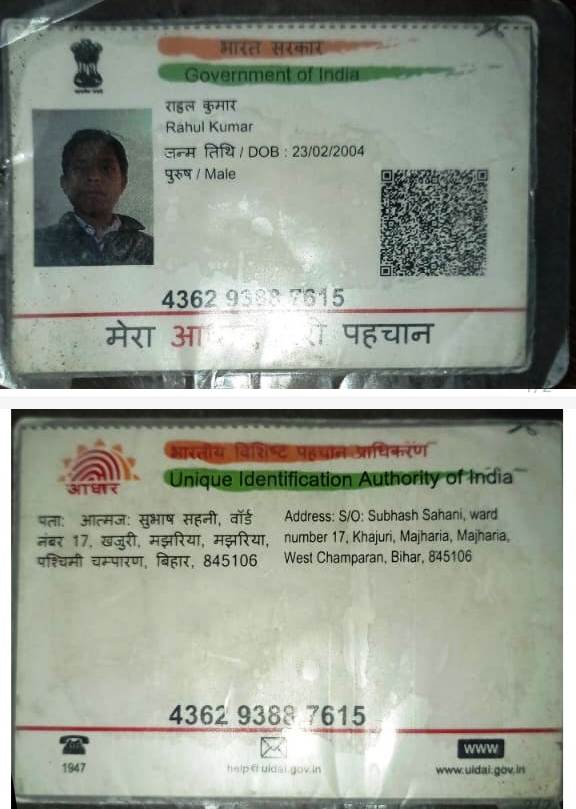 भारत सरकार
Government of India
राहुल कुमार
Rahul Kumar
जन्म तिथि / DOB : 23/02/2004
पुरुष / Male
4362 9388 7615
मेरा पहचान
आधार
भारतीय विशिष्ट पहचान प्राधिकरण
Unique Identification Authority of India
पता: आत्मज: सुभाष सहनी, वॉर्ड
नंबर 17, खजुरी, मझरिया, मझरिया,
पश्चिमी चम्पारण, बिहार, 845106
Address: S/O: Subhash Sahani, ward
number 17, Khajuri, Majharia, Majharia,
West Champaran, Bihar, 845106
4362 9388 7615
1947
help@uidai.gov.in
WWW
www.uidai.gov.in